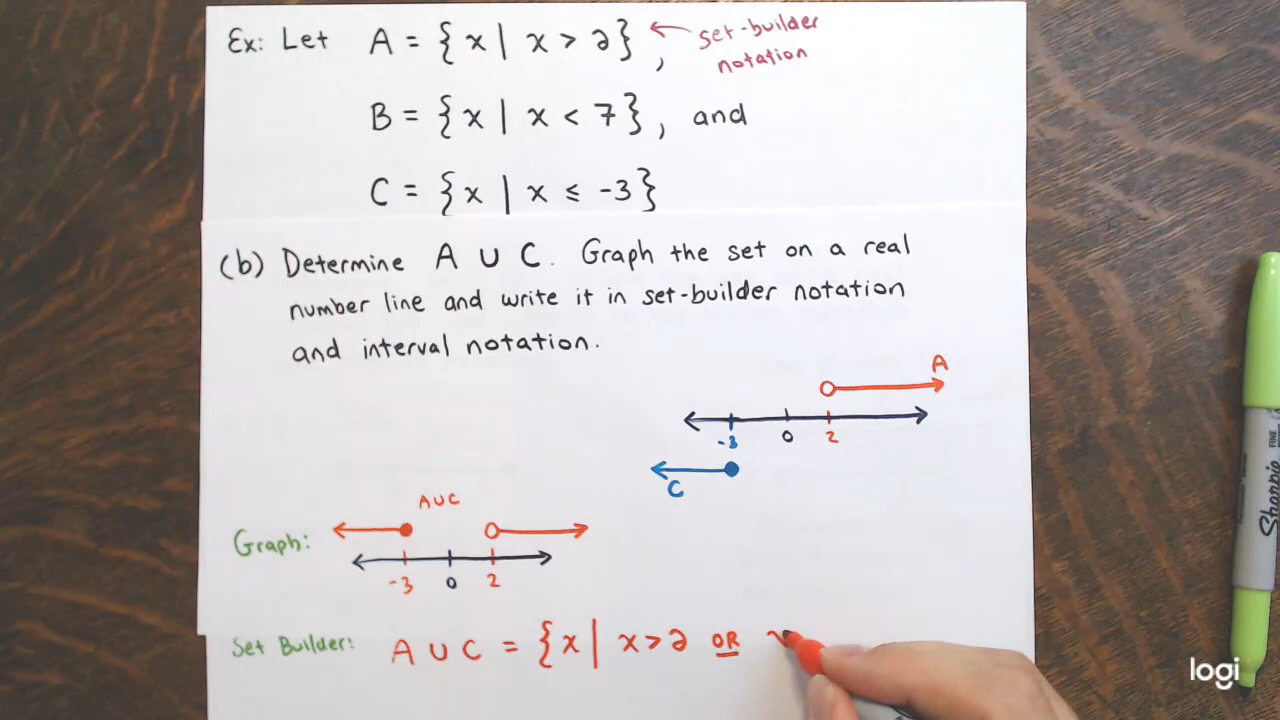 Ex: Let A = { x | x > 2 } , ← set-builder
notation
B = { x | x < 7 } , and
C = { x | x ≤ -3 }
(b) Determine A ∪ C. Graph the set on a real
number line and write it in set-builder notation
and interval notation.
A
-3 0 2
C
A∪C
Graph:
-3 0 2
Set Builder: A ∪ C = { x | x > 2 OR x
Sharpie
FINE
logi